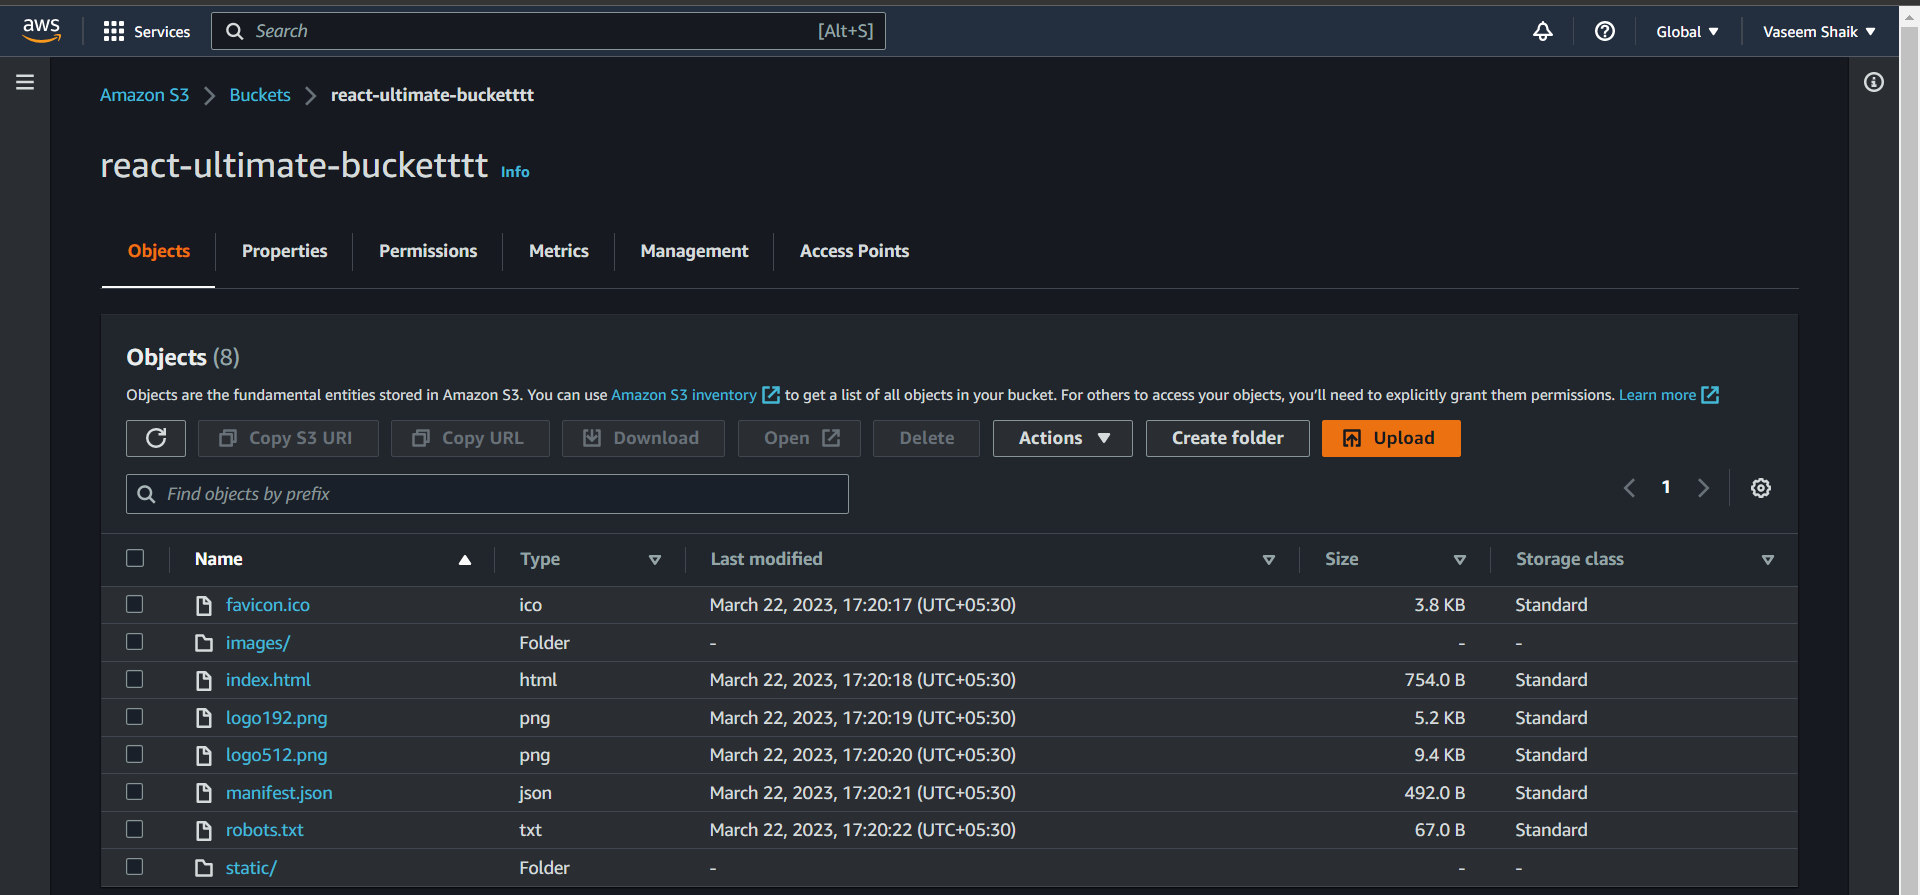 aws Services Search [Alt+S] Global Vaseem Shaik
Amazon S3 Buckets react-ultimate-bucketttt
react-ultimate-bucketttt Info
Objects Properties Permissions Metrics Management Access Points
Objects (8)
Objects are the fundamental entities stored in Amazon S3. You can use Amazon S3 inventory to get a list of all objects in your bucket. For others to access your objects, you'll need to explicitly grant them permissions. Learn more
Copy S3 URI Copy URL Download Open Delete Actions Create folder Upload
Find objects by prefix 1
Name Type Last modified Size Storage class
favicon.ico ico March 22, 2023, 17:20:17 (UTC+05:30) 3.8 KB Standard
images/ Folder - - -
index.html html March 22, 2023, 17:20:18 (UTC+05:30) 754.0 B Standard
logo192.png png March 22, 2023, 17:20:19 (UTC+05:30) 5.2 KB Standard
logo512.png png March 22, 2023, 17:20:20 (UTC+05:30) 9.4 KB Standard
manifest.json json March 22, 2023, 17:20:21 (UTC+05:30) 492.0 B Standard
robots.txt txt March 22, 2023, 17:20:22 (UTC+05:30) 67.0 B Standard
static/ Folder - - -